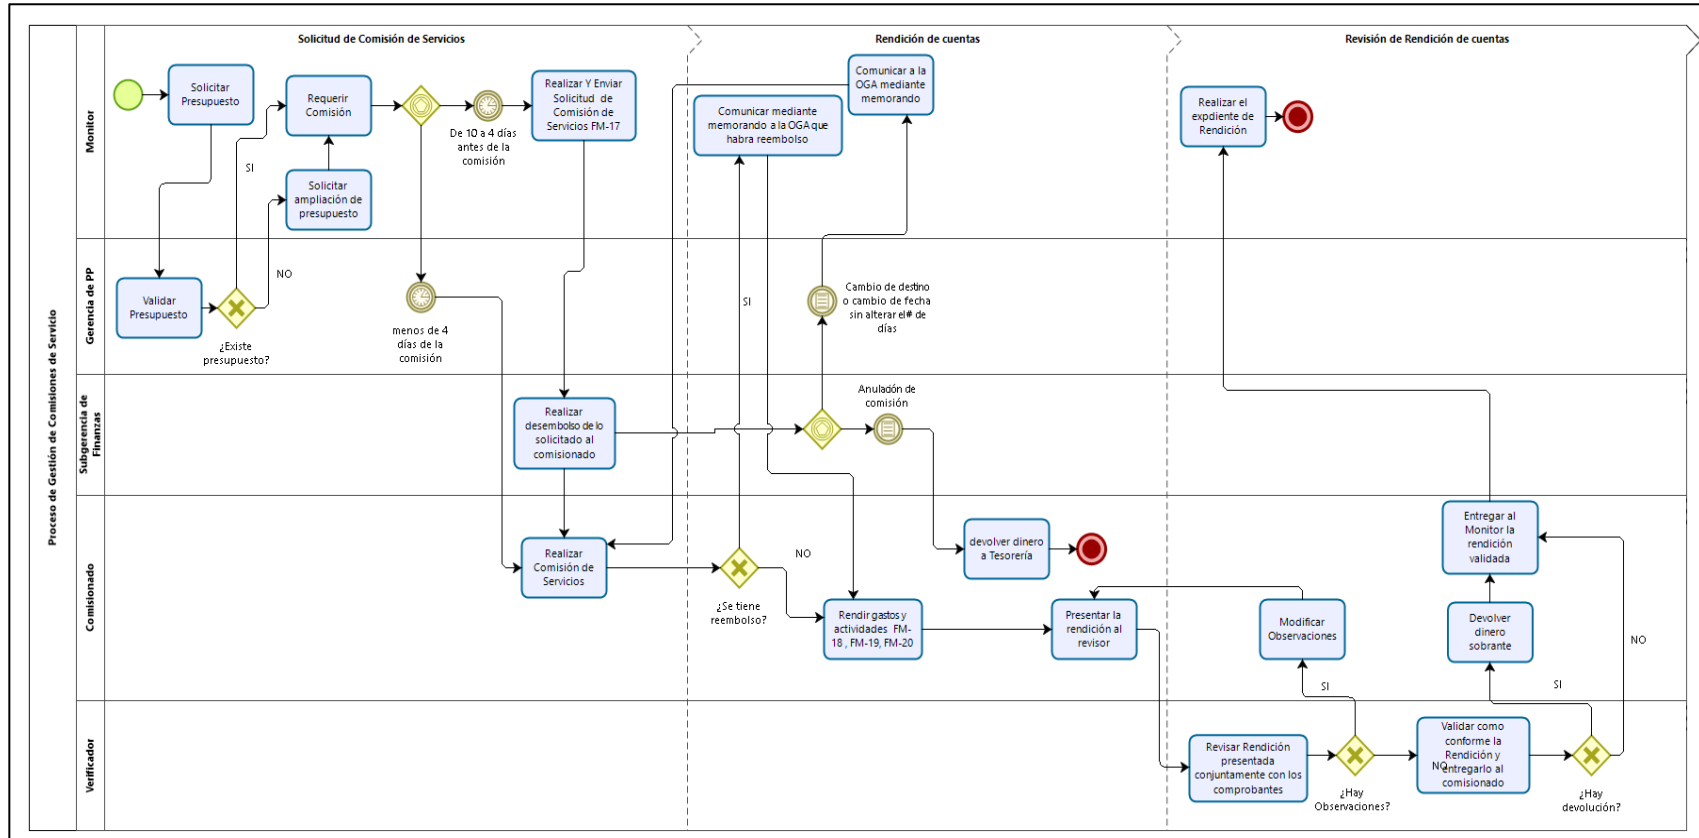 Proceso de Gestión de Comisiones de Servicio
Solicitud de Comisión de Servicios
Rendición de cuentas
Revisión de Rendición de cuentas
Monitor
Solicitar
Presupuesto
Requerir
Comisión
Solicitar
ampliación de
presupuesto
SI
De 10 a 4 días
antes de la
comisión
Realizar Y Enviar
Solicitud de
Comisión de
Servicios FM-17
Comunicar mediante
memorando a la OGA que
habra reembolso
Comunicar a la
OGA mediante
memorando
Realizar el
expdiente de
Rendición
Gerencia de PP
Validar
Presupuesto
¿Existe
presupuesto?
NO
menos de 4
días de la
comisión
SI
Cambio de destino
o cambio de fecha
sin alterar el# de
días
Subgerencia de
Finanzas
Realizar
desembolso de lo
solicitado al
comisionado
Anulación de
comisión
Comisionado
Realizar
Comisión de
Servicios
¿Se tiene
reembolso?
NO
devolver dinero
a Tesorería
Rendir gastos y
actividades FM-
18 , FM-19, FM-20
Presentar la
rendición al
revisor
Modificar
Observaciones
Entregar al
Monitor la
rendición
validada
Devolver
dinero
sobrante
NO
SI
SI
Verificador
Revisar Rendición
presentada
conjuntamente con los
comprobantes
¿Hay
Observaciones?
NO
Validar como
conforme la
Rendición y
entregarlo al
comisionado
¿Hay
devolución?